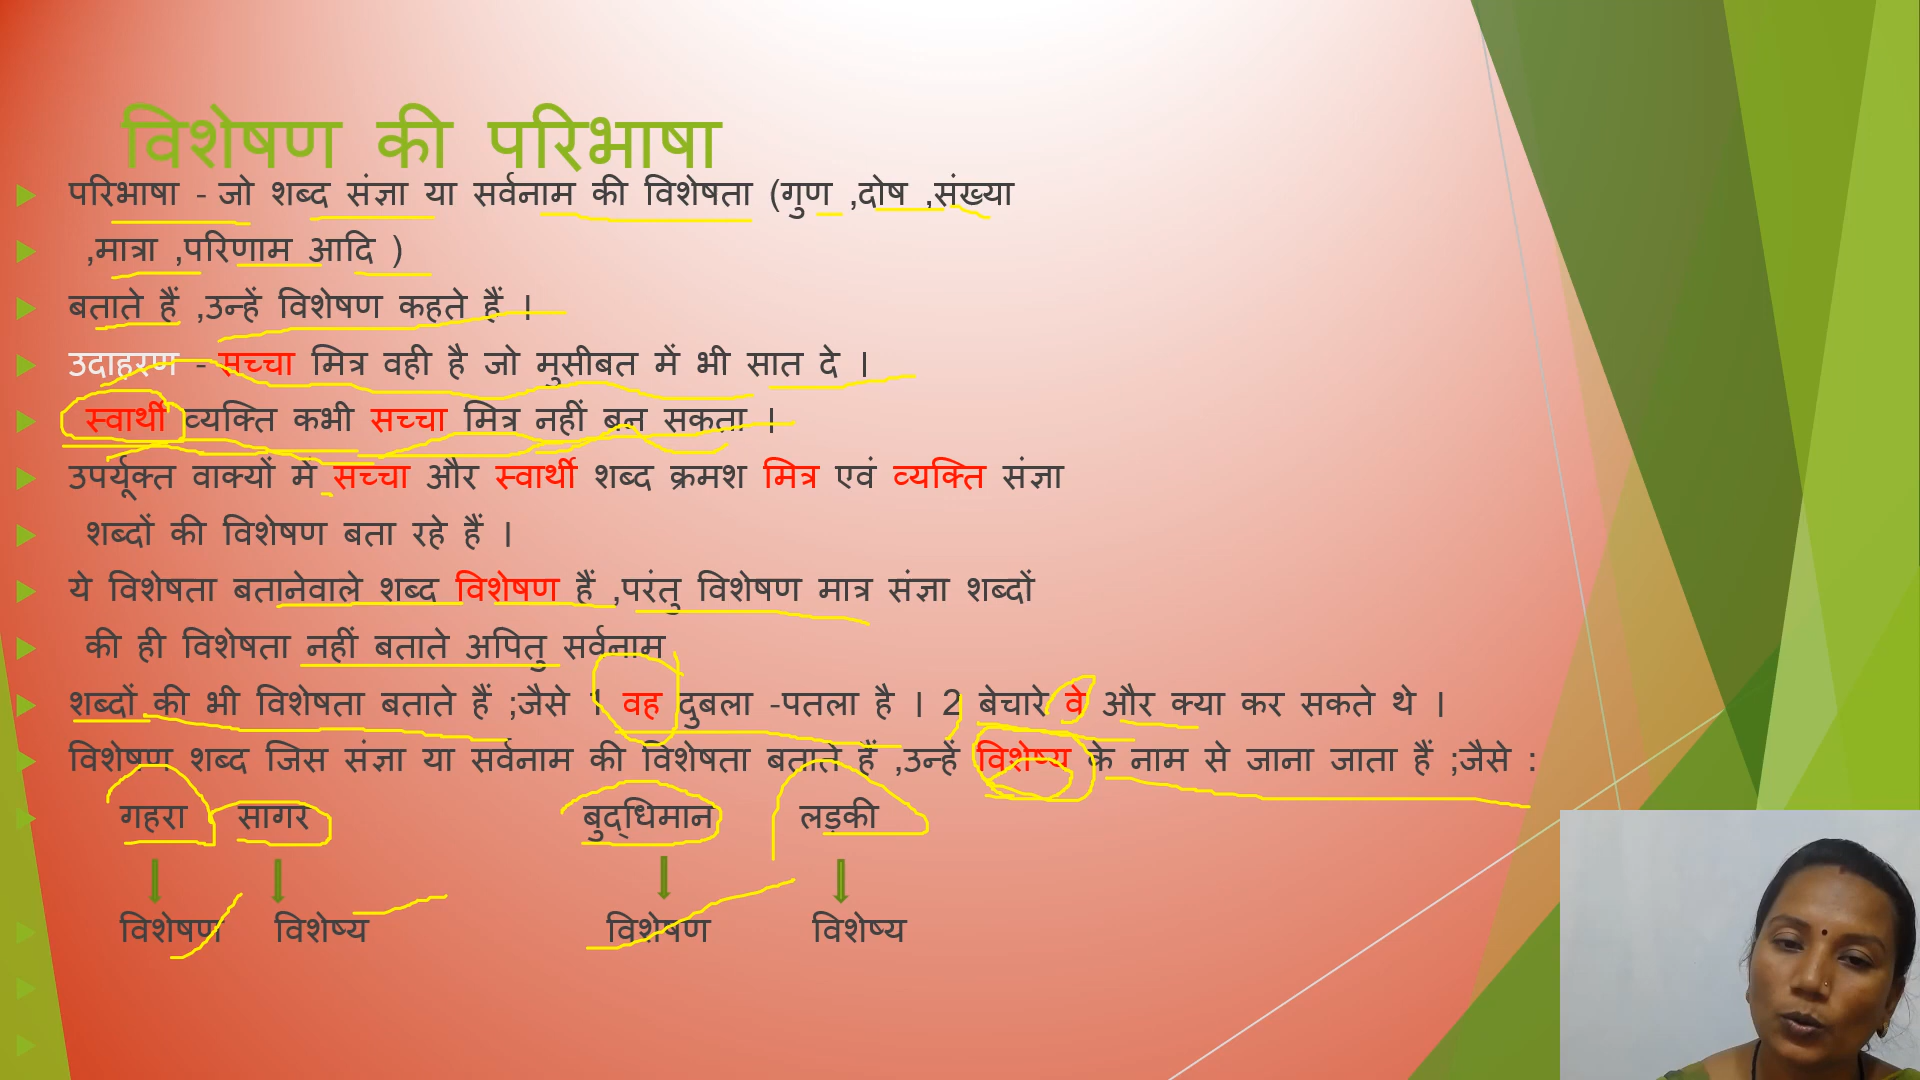 विशेषण की परिभाषा
परिभाषा - जो शब्द संज्ञा या सर्वनाम की विशेषता (गुण ,दोष ,संख्या
,मात्रा ,परिणाम आदि )
बताते हैं ,उन्हें विशेषण कहते हैं ।
उदाहरण - सच्चा मित्र वही है जो मुसीबत में भी सात दे ।
स्वार्थी व्यक्ति कभी सच्चा मित्र नहीं बन सकता ।
उपर्यूक्त वाक्यों में सच्चा और स्वार्थी शब्द क्रमश मित्र एवं व्यक्ति संज्ञा
शब्दों की विशेषण बता रहे हैं ।
ये विशेषता बतानेवाले शब्द विशेषण हैं ,परंतु विशेषण मात्र संज्ञा शब्दों
की ही विशेषता नहीं बताते अपितु सर्वनाम
शब्दों की भी विशेषता बताते हैं ;जैसे 1 वह दुबला -पतला है । 2 बेचारे वे और क्या कर सकते थे ।
विशेषण शब्द जिस संज्ञा या सर्वनाम की विशेषता बताते हैं ,उन्हें विशेष्य के नाम से जाना जाता हैं ;जैसे :
गहरा सागर बुद्धिमान लड़की
विशेषण विशेष्य विशेषण विशेष्य